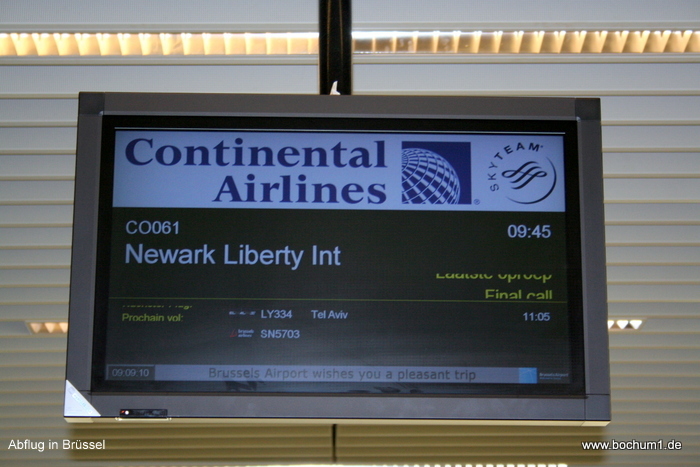 Continental
Airlines
®
SKYTEAM
CO061
09:45
Newark Liberty Int
Laatste oproep
Final call
Prochain vol:
LY334 Tel Aviv 11:05
SN5703
09:09:10 Brussels Airport wishes you a pleasant trip
Abflug in Brüssel
www.bochum1.de